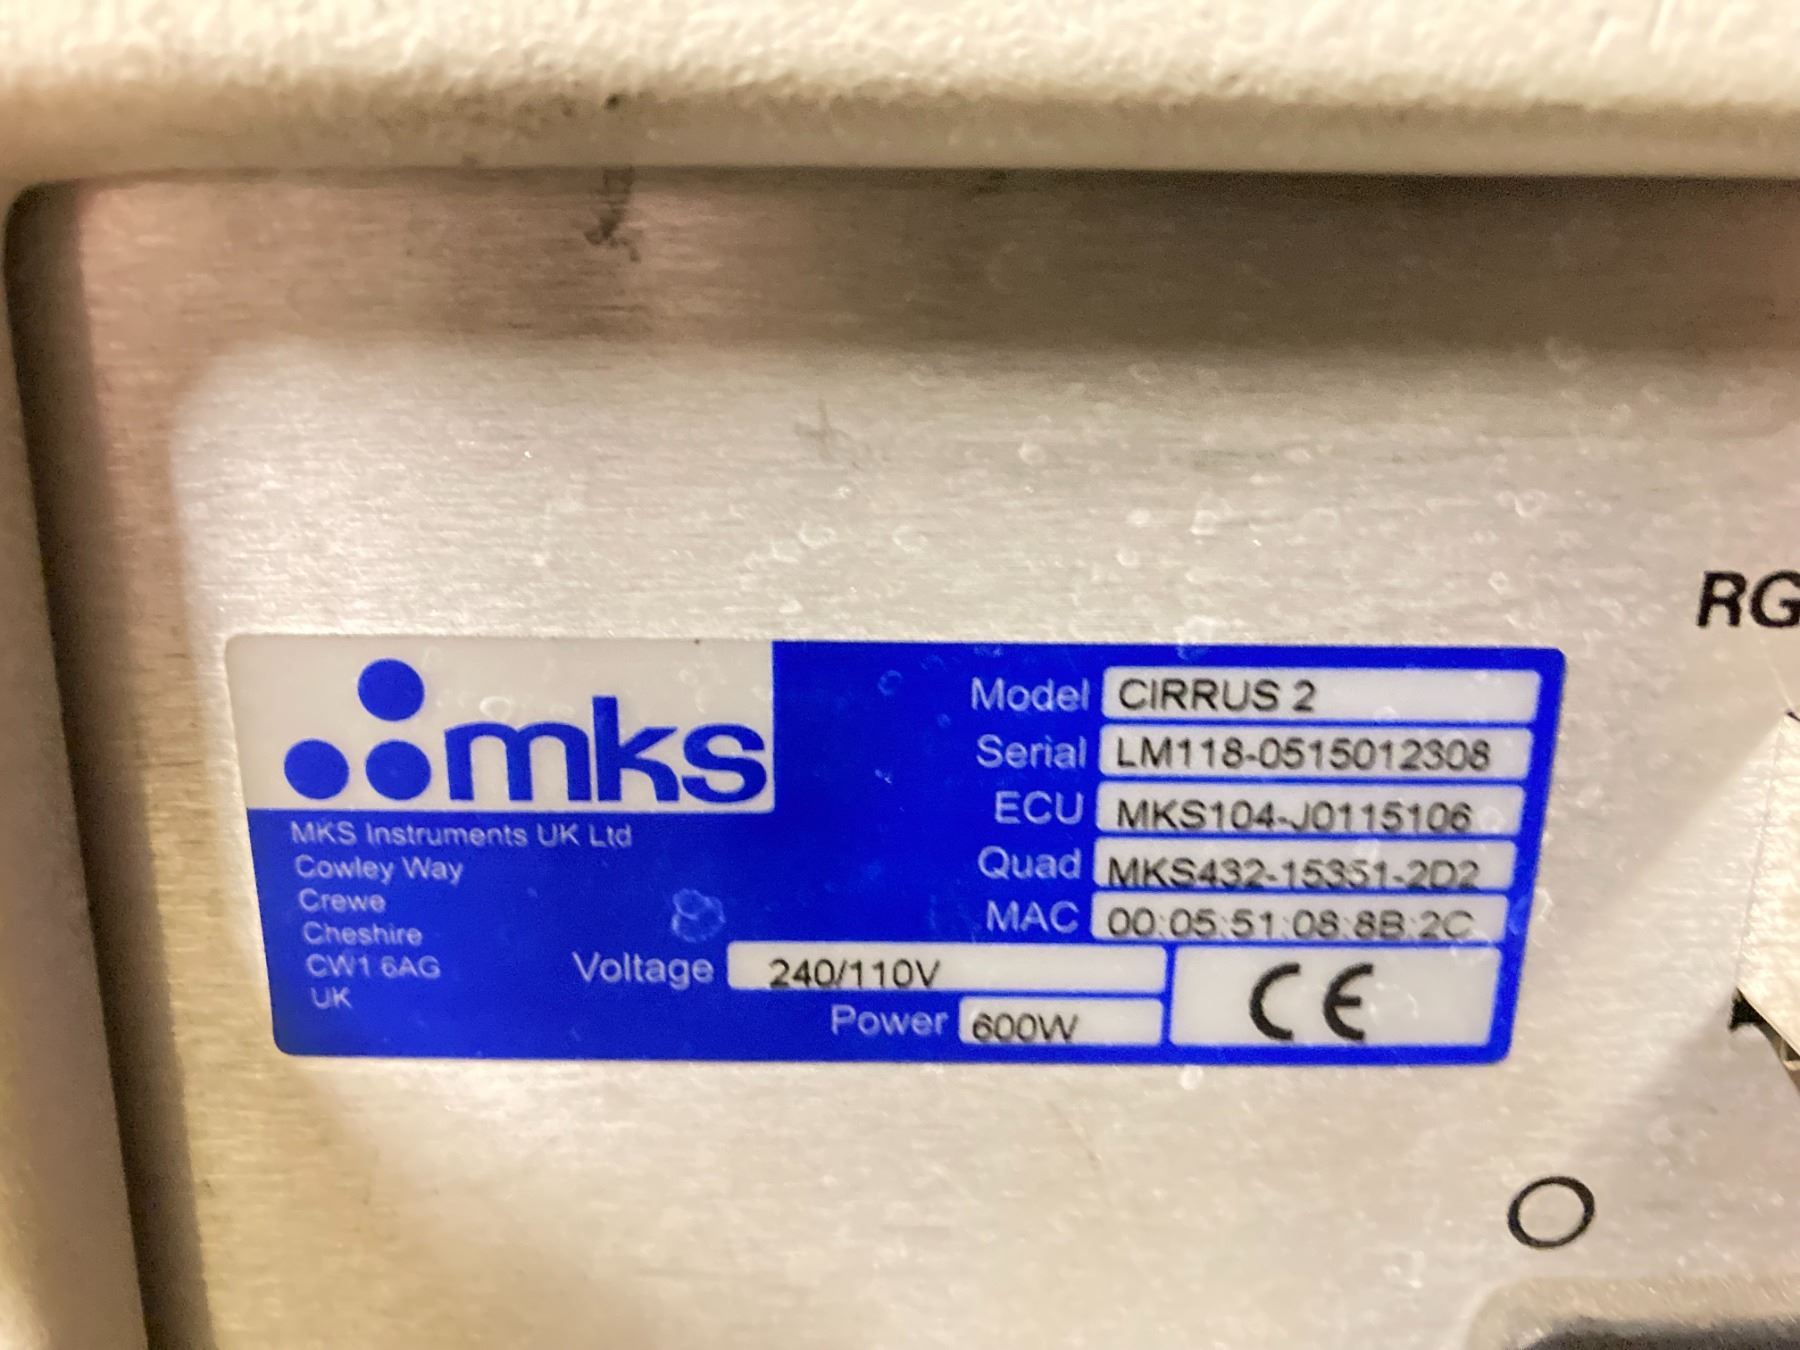 RG
mks
MKS Instruments UK Ltd
Cowley Way
Crewe
Cheshire
CW1 6AG
UK
Model CIRRUS 2
Serial LM118-0515012308
ECU MKS104-J0115106
Quad MKS432-15351-2D2
MAC 00:05:51:08:8B:2C
Voltage 240/110V
Power 600W
CE
O